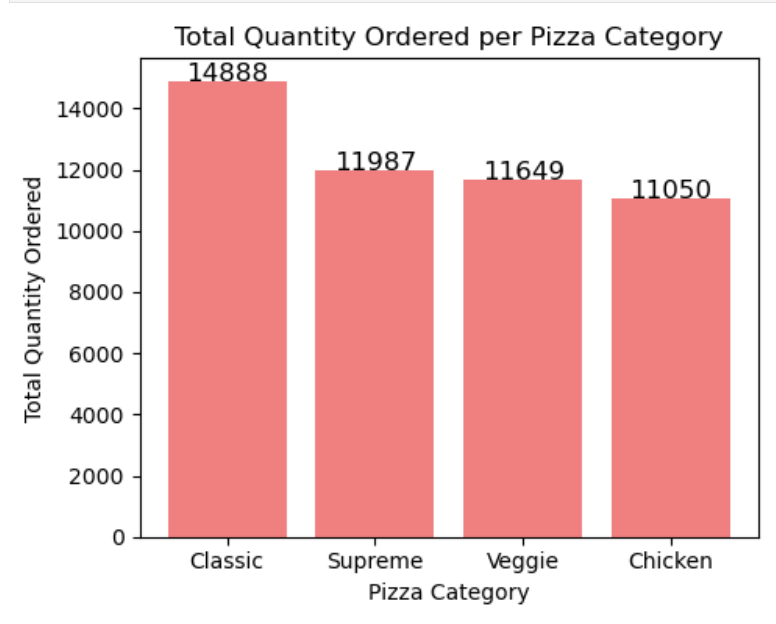 Total Quantity Ordered per Pizza Category
14888
11987
11649
11050
14000
12000
10000
8000
6000
4000
2000
0
Total Quantity Ordered
Classic
Supreme
Veggie
Chicken
Pizza Category